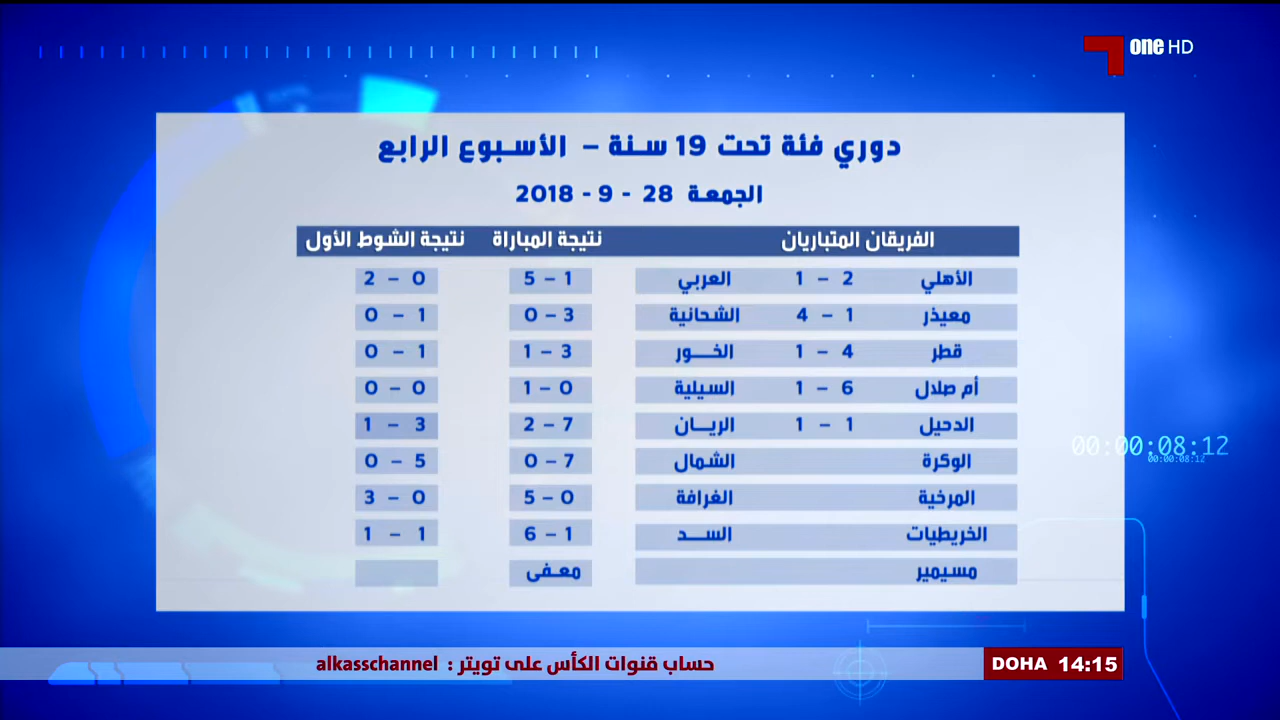 one HD
دوري فئة تحت 19 سنة – الأسبوع الرابع
الجمعة 28 - 9 - 2018
الفريقان المتباريان نتيجة المباراة نتيجة الشوط الأول
الأهلي 2 – 1 العربي 1 – 5 0 – 2
معيذر 1 – 4 الشحانية 3 – 0 1 – 0
قطر 4 – 1 الخور 3 – 1 1 – 0
أم صلال 6 – 1 السيلية 0 – 1 0 – 0
الدحيل 1 – 1 الريان 7 – 2 3 – 1
الوكرة الشمال 7 – 0 5 – 0
المرخية الغرافة 0 – 5 0 – 3
الخريطيات السد 1 – 6 1 – 1
مسيمير معفى
00:00:08:12
00:00:08:12
حساب قنوات الكأس على تويتر : alkasschannel
DOHA 14:15